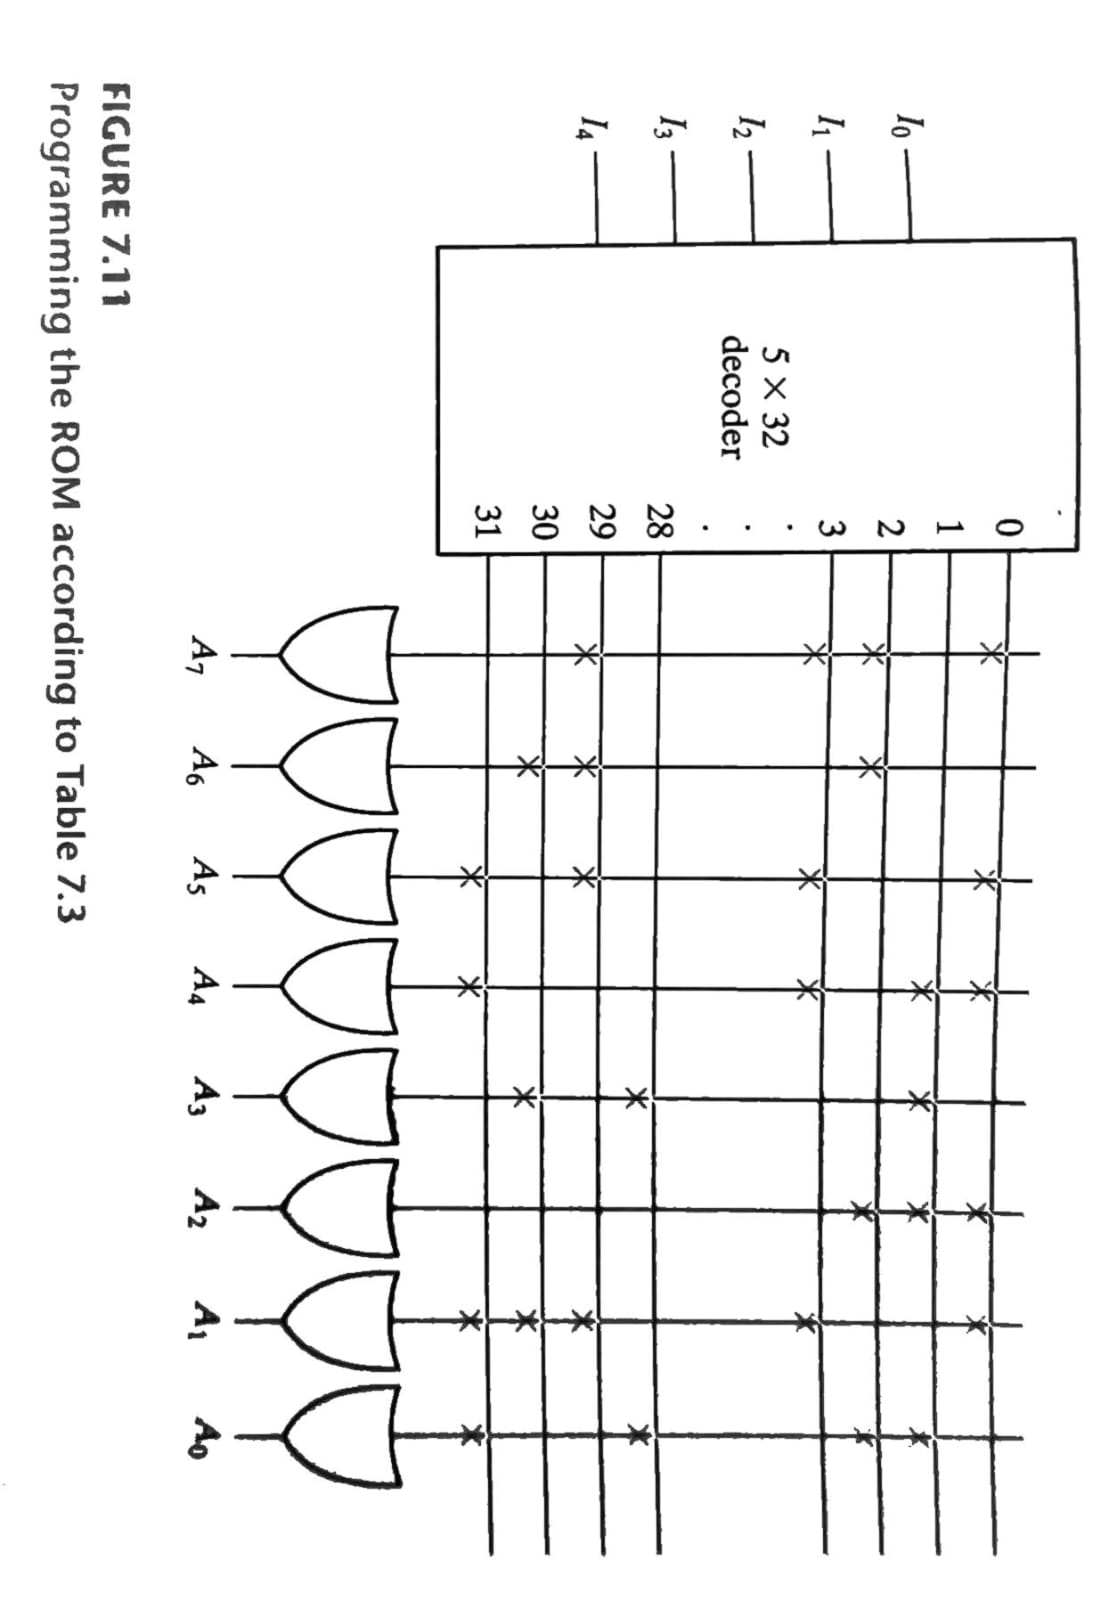 I0
I1
I2
I3
I4
5 × 32
decoder
0
1
2
3
.
.
.
28
29
30
31
A7 A6 A5 A4 A3 A2 A1 A0
FIGURE 7.11
Programming the ROM according to Table 7.3